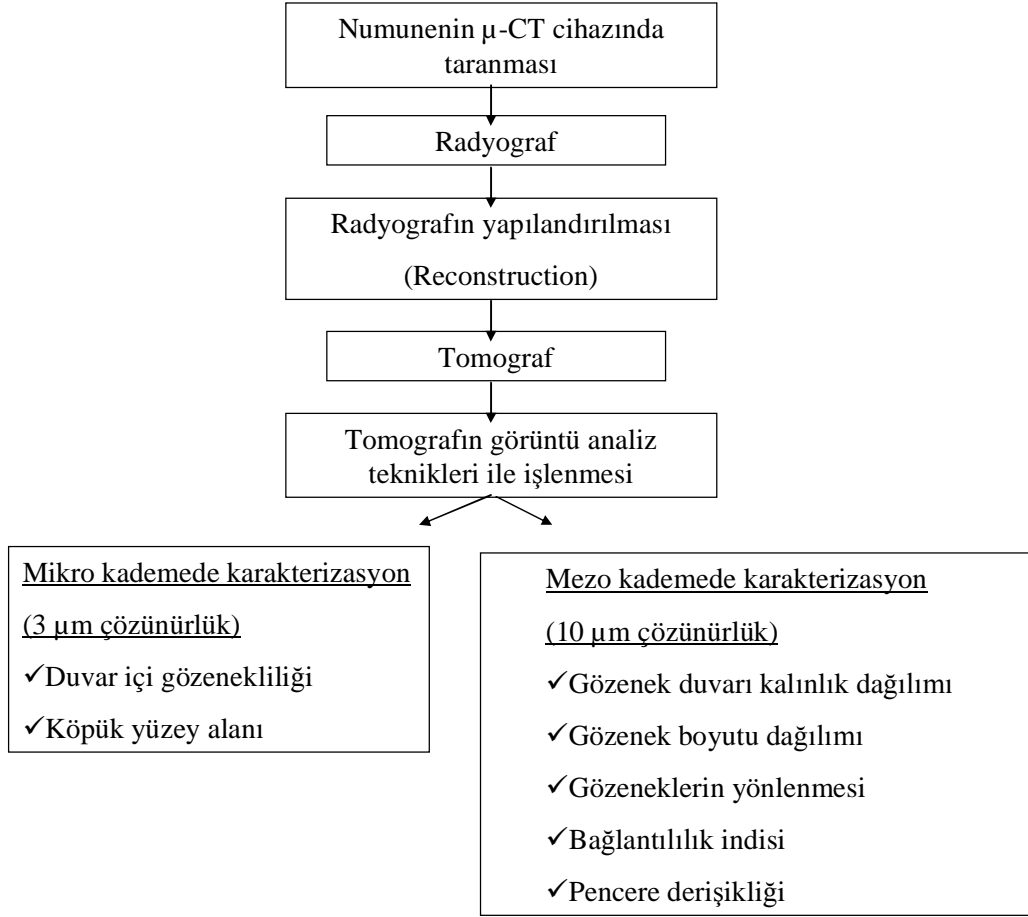 Numunenin µ-CT cihazında
taranması
Radyograf
Radyografın yapılandırılması
(Reconstruction)
Tomograf
Tomografın görüntü analiz
teknikleri ile işlenmesi
Mikro kademede karakterizasyon
(3 µm çözünürlük)
✓Duvar içi gözenekliliği
✓Köpük yüzey alanı
Mezo kademede karakterizasyon
(10 µm çözünürlük)
✓Gözenek duvarı kalınlık dağılımı
✓Gözenek boyutu dağılımı
✓Gözeneklerin yönlenmesi
✓Bağlantılılık indisi
✓Pencere derişikliği